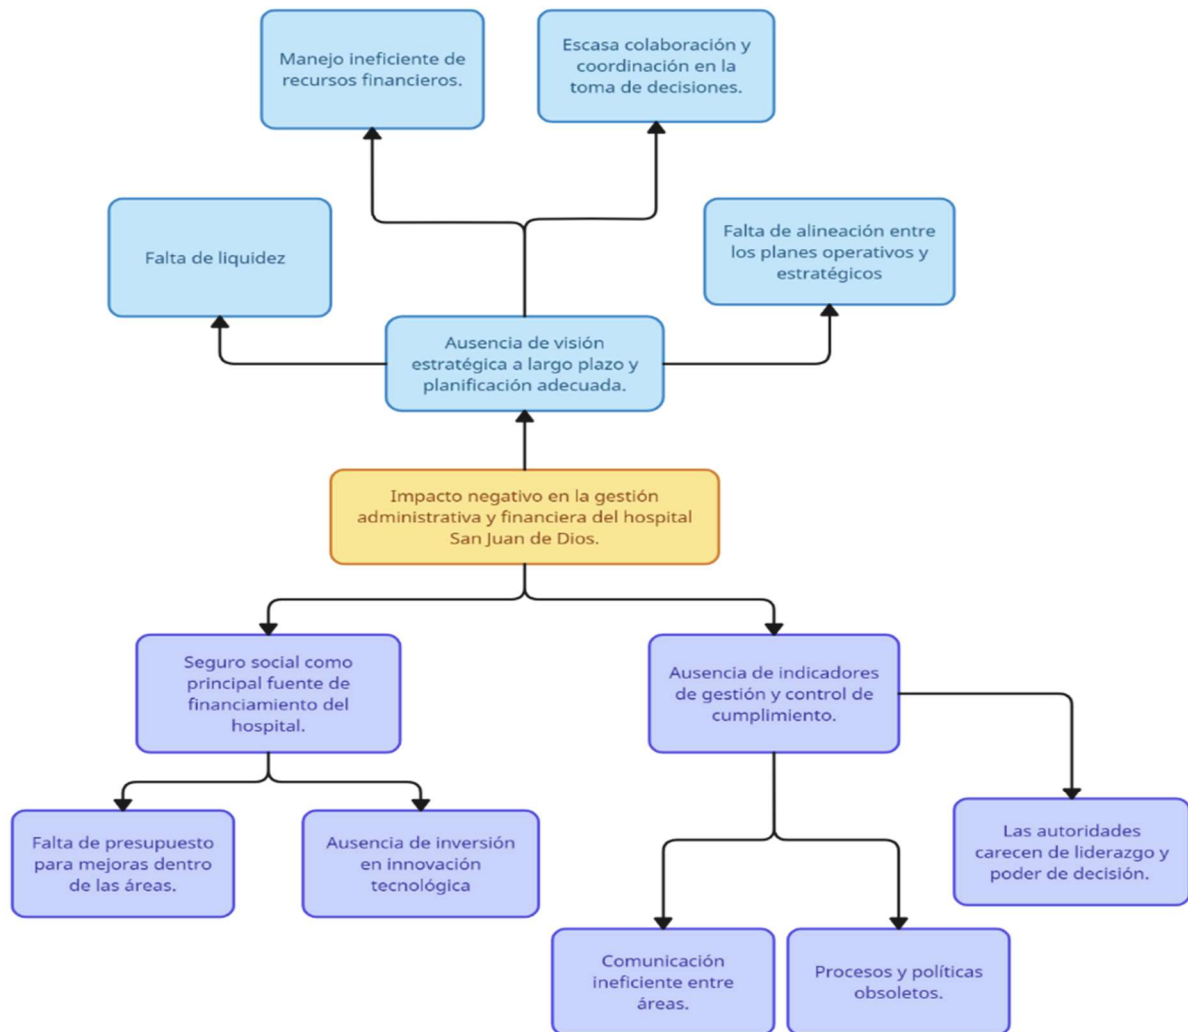 Manejo ineficiente de
recursos financieros.
Escasa colaboración y
coordinación en la
toma de decisiones.
Falta de liquidez
Falta de alineación entre
los planes operativos y
estratégicos
Ausencia de visión
estratégica a largo plazo y
planificación adecuada.
Impacto negativo en la gestión
administrativa y financiera del hospital
San Juan de Dios.
Seguro social como
principal fuente de
financiamiento del
hospital.
Ausencia de indicadores
de gestión y control de
cumplimiento.
Falta de presupuesto
para mejoras dentro
de las áreas.
Ausencia de inversión
en innovación
tecnológica
Las autoridades
carecen de liderazgo y
poder de decisión.
Comunicación
ineficiente entre
áreas.
Procesos y políticas
obsoletos.